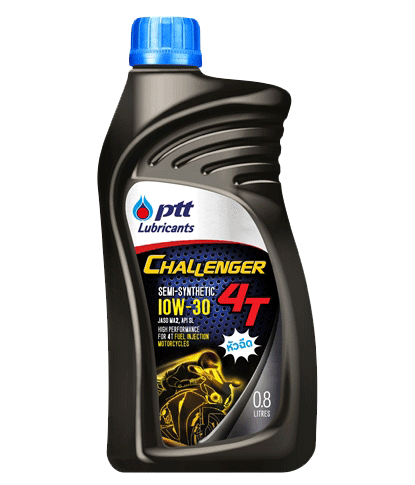 ptt
Lubricants
CHALLENGER
SEMI-SYNTHETIC
10W-30
4T
JASO MA2, API SL
HIGH PERFORMANCE
FOR 4T FUEL INJECTION
MOTORCYCLES
หัวฉีด
0.8
LITRES